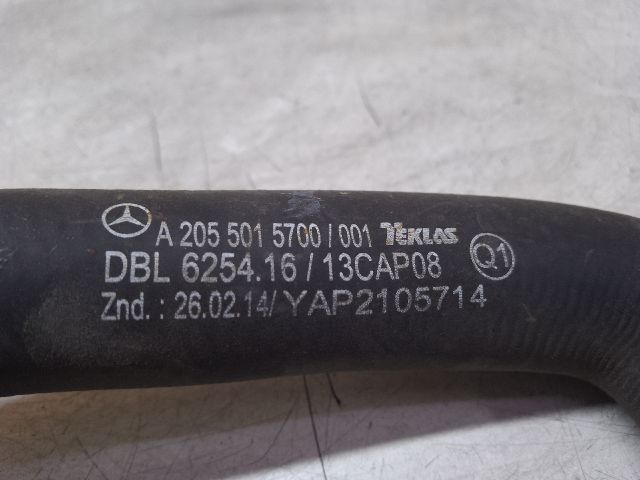 A 205 501 5700 / 001 TEKLAS
Q1
DBL 6254.16 / 13CAP08
Znd. : 26.02.14/ YAP2105714